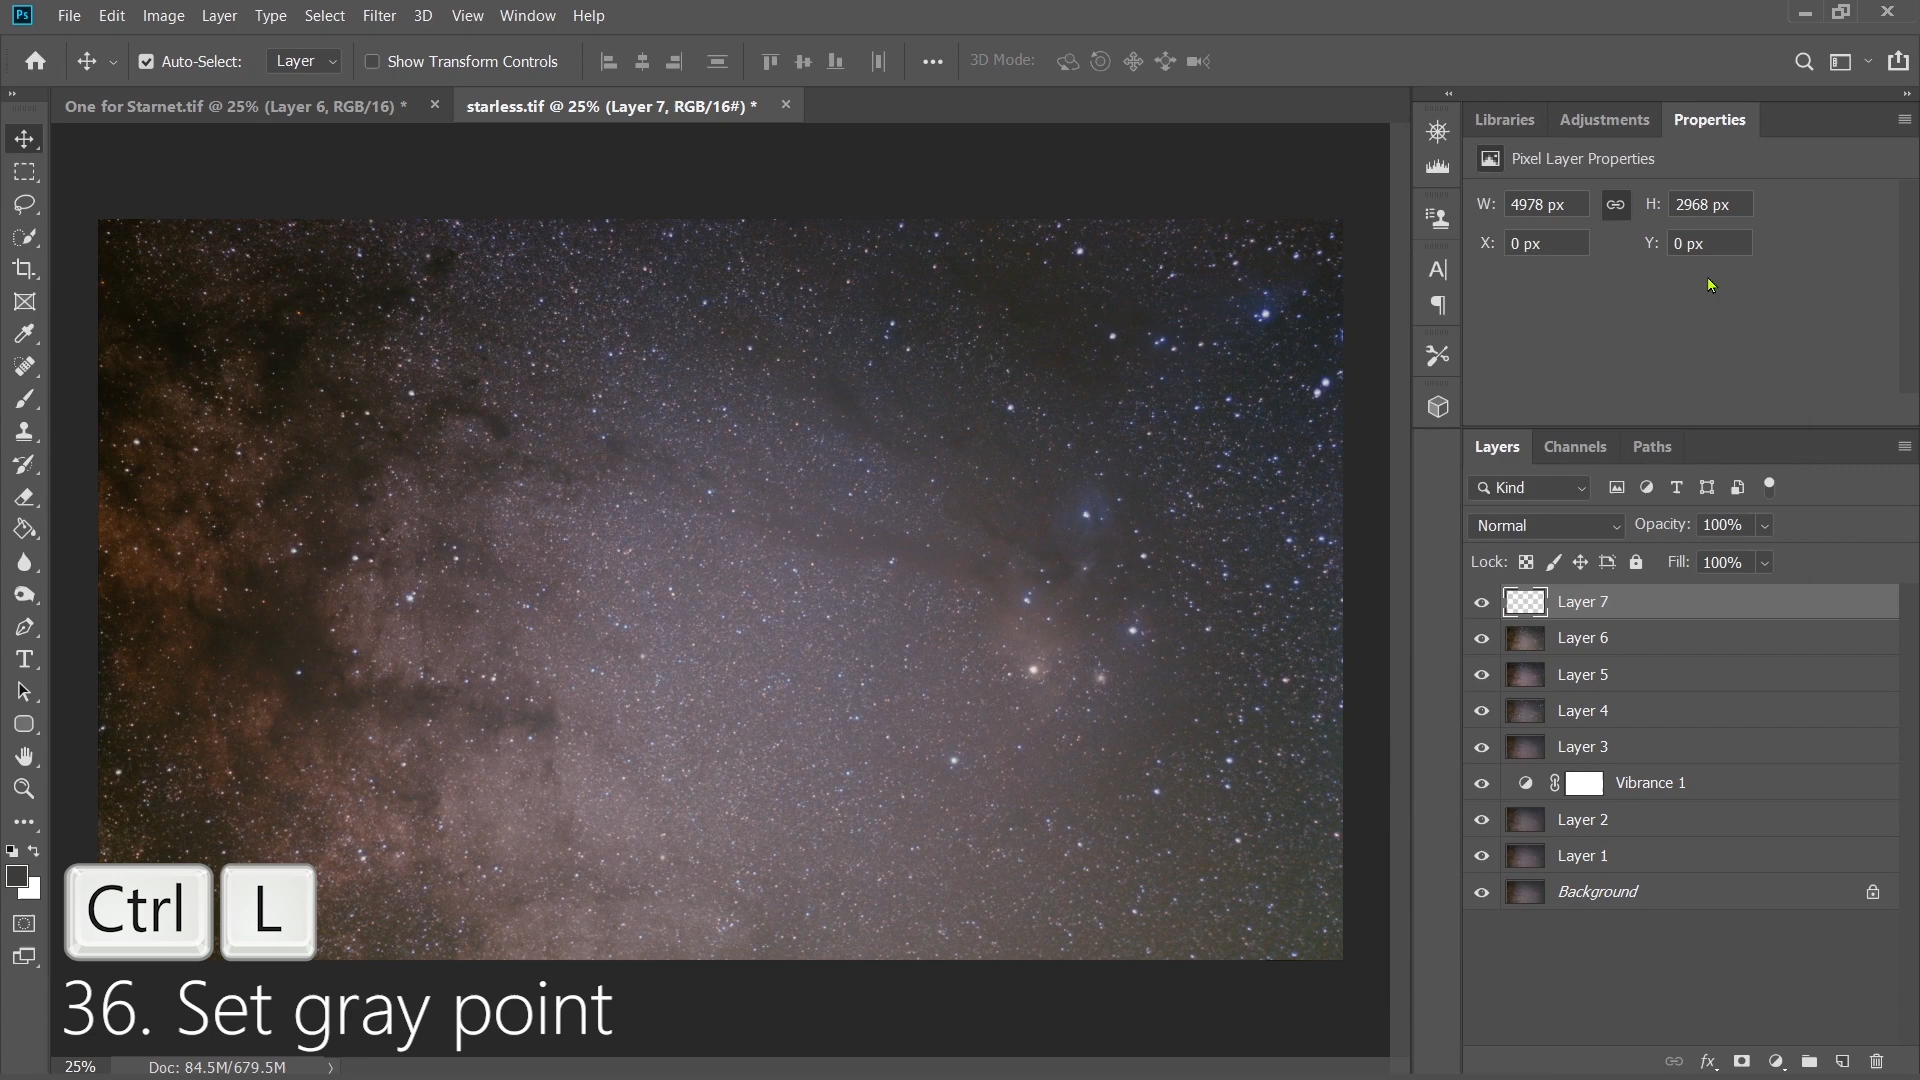 Ps File Edit Image Layer Type Select Filter 3D View Window Help
Auto-Select: Layer Show Transform Controls 3D Mode:
One for Starnet.tif @ 25% (Layer 6, RGB/16) * starless.tif @ 25% (Layer 7, RGB/16#) *
Libraries Adjustments Properties
Pixel Layer Properties
W: 4978 px H: 2968 px
X: 0 px Y: 0 px
Layers Channels Paths
Kind
Normal Opacity: 100%
Lock: Fill: 100%
Layer 7
Layer 6
Layer 5
Layer 4
Layer 3
Vibrance 1
Layer 2
Layer 1
Background
Ctrl L
36. Set gray point
25% Doc: 84.5M/679.5M